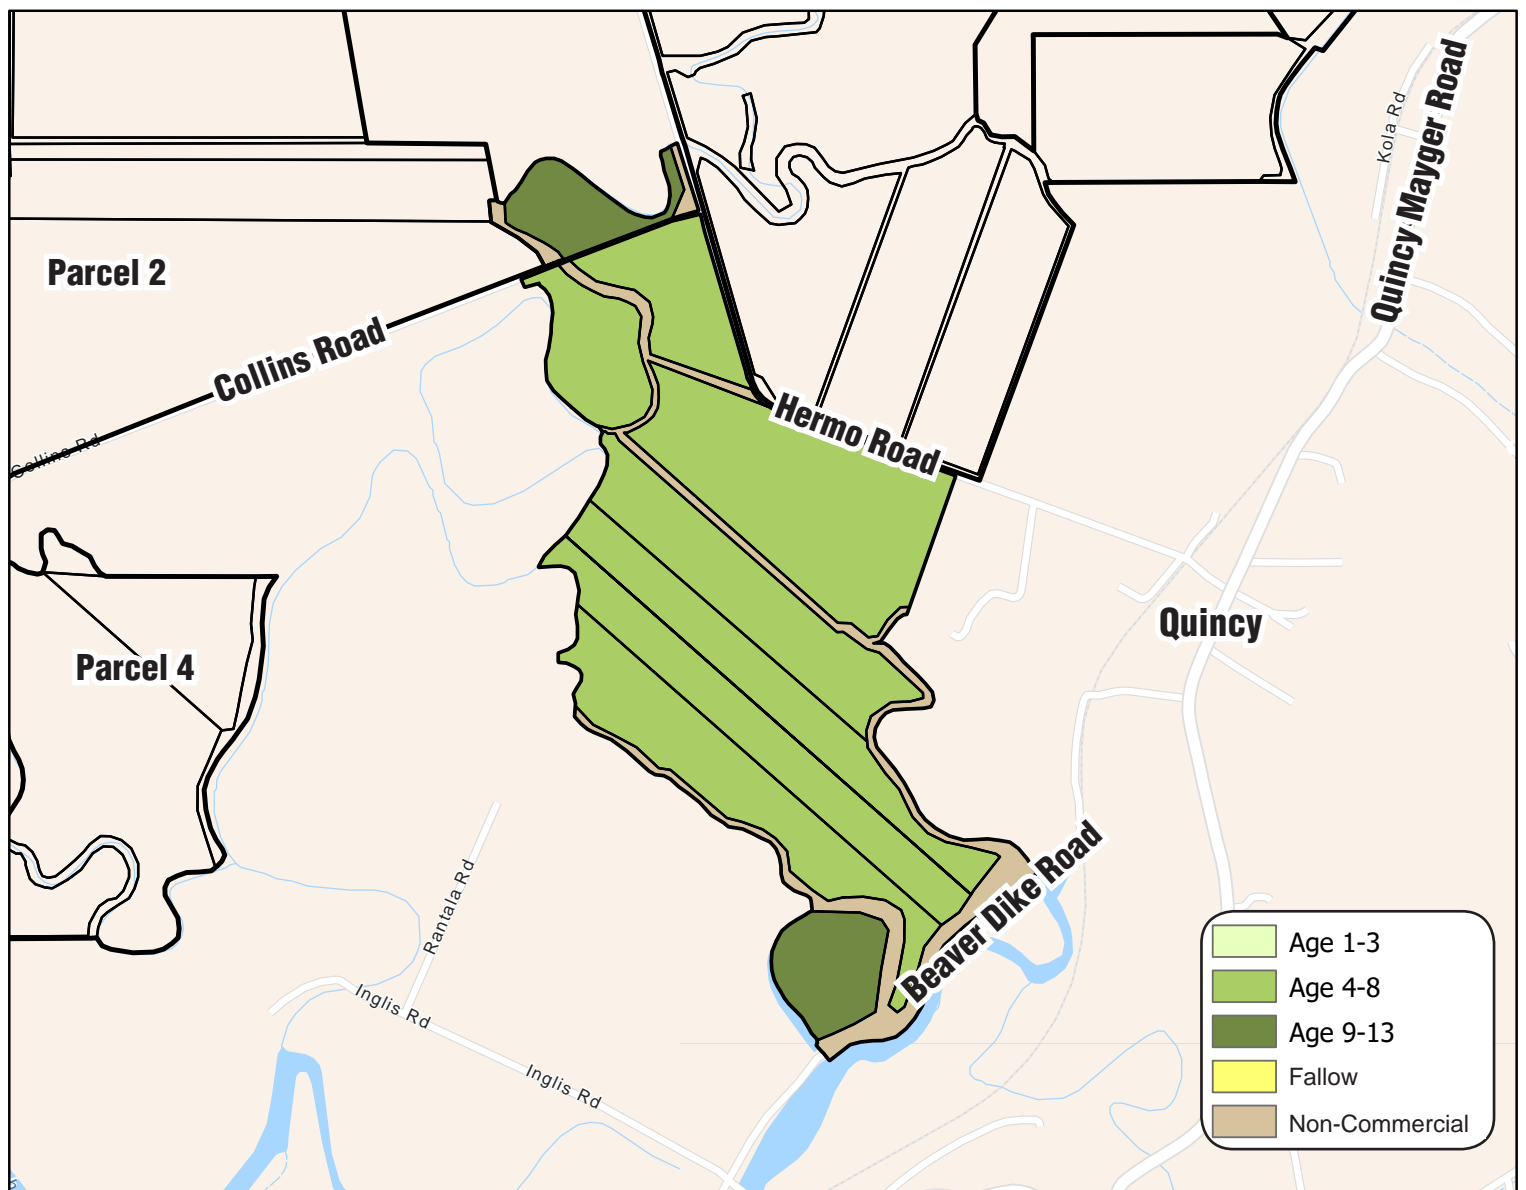 Kola Rd
Quincy Mayger Road
Parcel 2
Collins Road
Hermo Road
Collins Rd
Quincy
Parcel 4
Beaver Dike Road
Rantala Rd
Inglis Rd
Inglis Rd
Age 1-3
Age 4-8
Age 9-13
Fallow
Non-Commercial